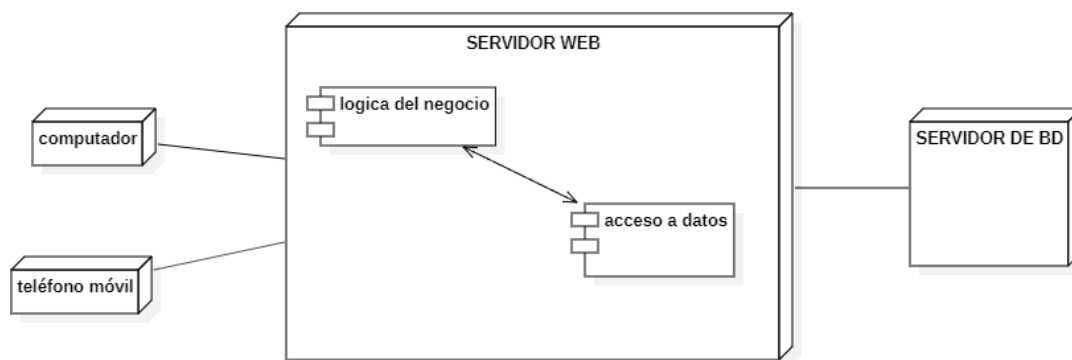 SERVIDOR WEB
logica del negocio
computador
SERVIDOR DE BD
acceso a datos
teléfono móvil